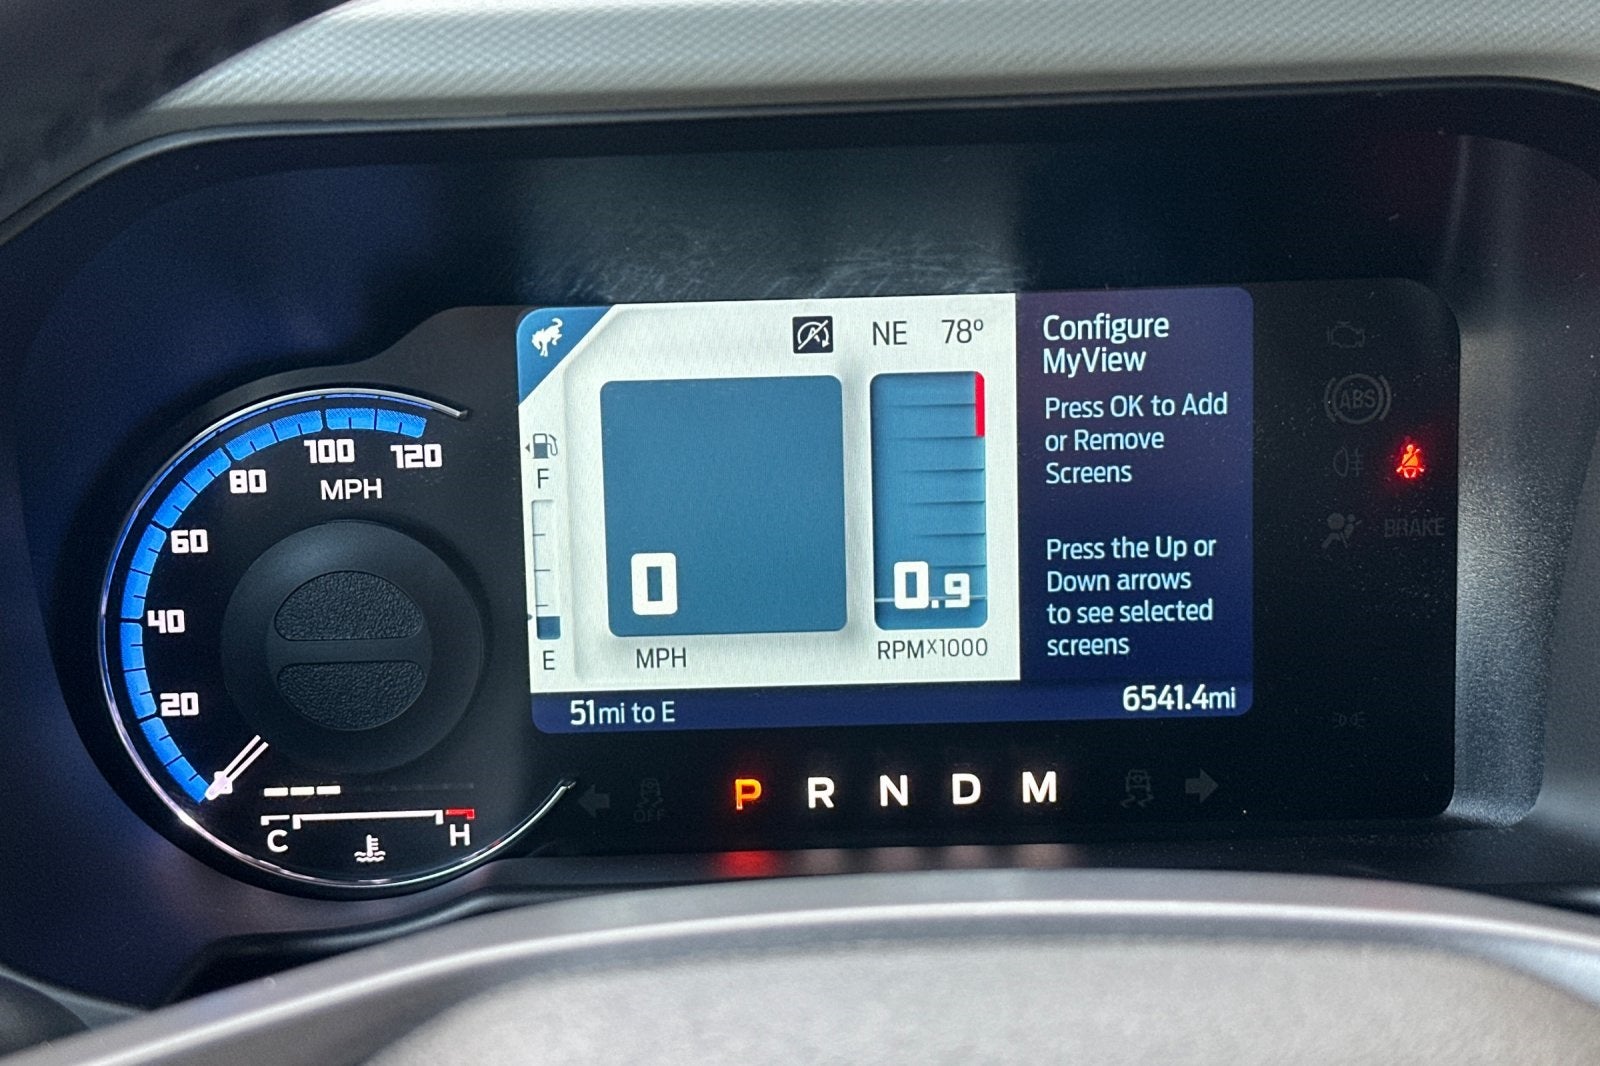 NE 78°
Configure
MyView
Press OK to Add
or Remove
Screens
Press the Up or
Down arrows
to see selected
screens
F
E
0
MPH
0.9
RPMX1000
51mi to E
6541.4mi
120
100
80
MPH
60
40
20
C
H
P R N D M
OFF
ABS
BRAKE